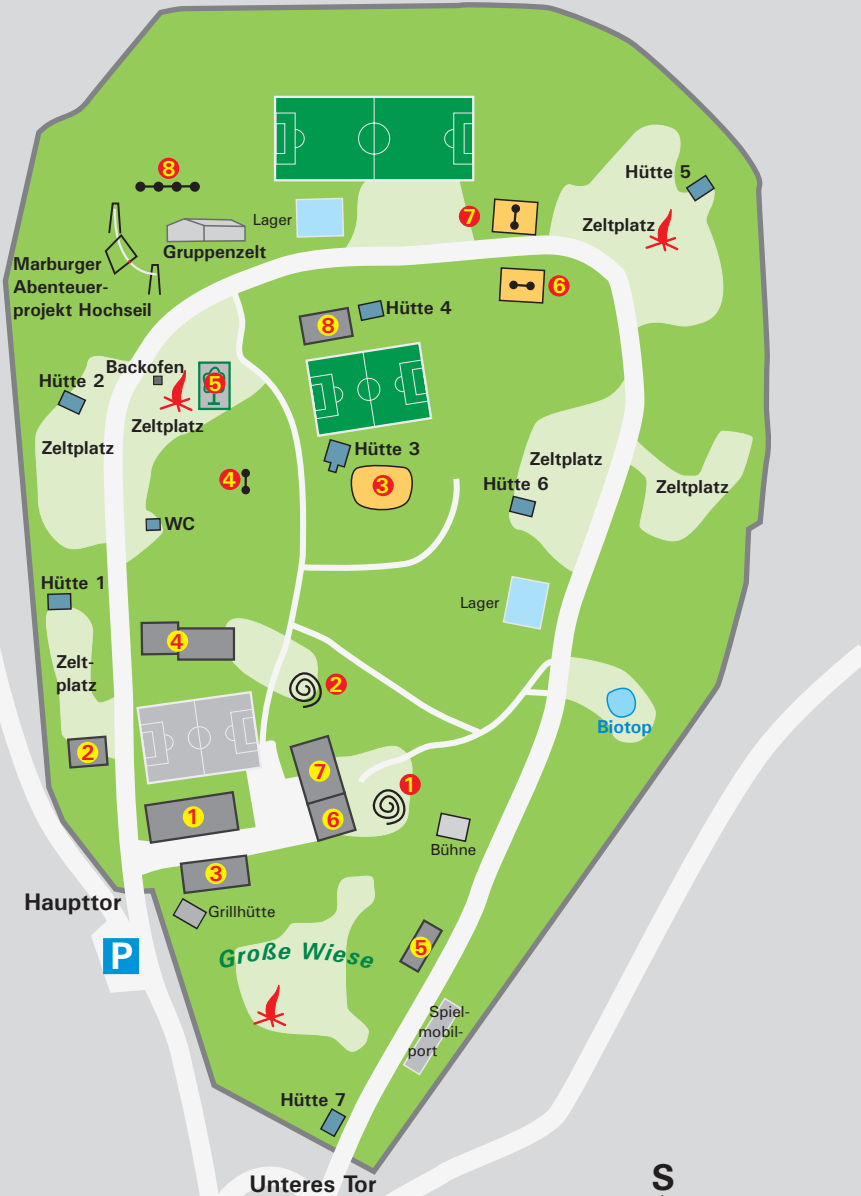 8
Hütte 5
7
Lager
Zeltplatz
Gruppenzelt
Marburger
Abenteuer-
projekt Hochseil
6
Hütte 4
8
Backofen
Hütte 2
5
Zeltplatz
Zeltplatz
Hütte 3
Zeltplatz
4
3
Hütte 6
Zeltplatz
WC
Hütte 1
Lager
4
Zelt-
platz
2
Biotop
2
7
1
1
6
Bühne
3
Haupttor
Grillhütte
P
Große Wiese
5
Spiel-
mobil-
port
Hütte 7
Unteres Tor
S